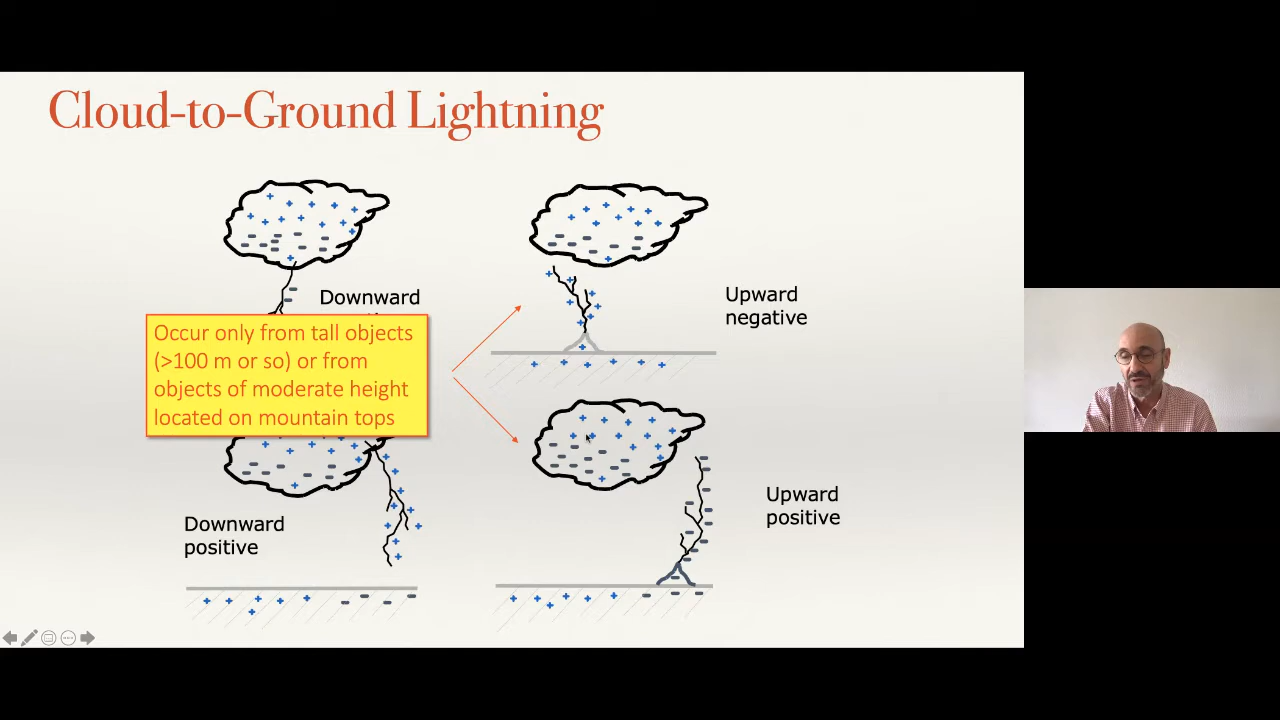 Cloud-to-Ground Lightning
Downward
Upward
negative
Occur only from tall objects
(>100 m or so) or from
objects of moderate height
located on mountain tops
Downward
positive
Upward
positive